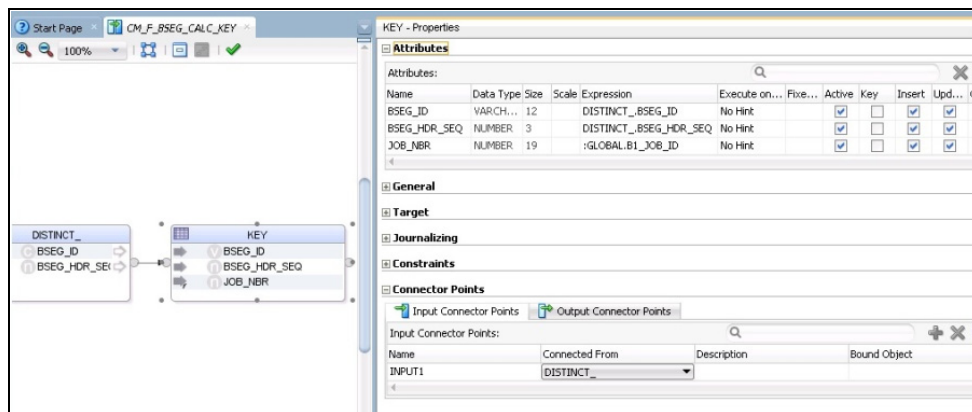 Start Page
CM_F_BSEG_CALC_KEY
100%
DISTINCT_
BSEG_ID
BSEG_HDR_SE
KEY
BSEG_ID
BSEG_HDR_SEQ
JOB_NBR
KEY - Properties
Attributes
Attributes:
Name Data Type Size Scale Expression Execute on... Fixe... Active Key Insert Upd...
BSEG_ID VARCH... 12 DISTINCT_.BSEG_ID No Hint
BSEG_HDR_SEQ NUMBER 3 DISTINCT_.BSEG_HDR_SEQ No Hint
JOB_NBR NUMBER 19 :GLOBAL.B1_JOB_ID No Hint
General
Target
Journalizing
Constraints
Connector Points
Input Connector Points Output Connector Points
Input Connector Points:
Name Connected From Description Bound Object
INPUT1 DISTINCT_